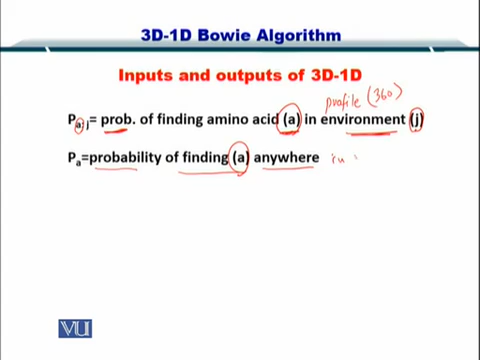 3D-1D Bowie Algorithm
Inputs and outputs of 3D-1D
profile (360)
Pa:j= prob. of finding amino acid (a) in environment (j)
Pa=probability of finding (a) anywhere in
VU